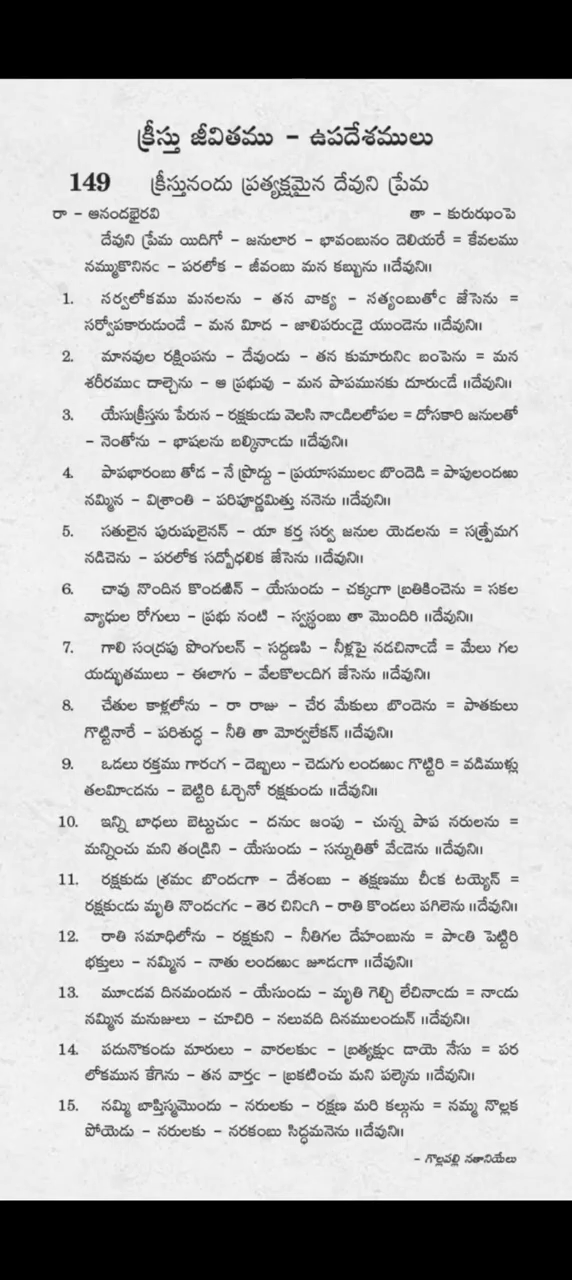 క్రీస్తు జీవితము - ఉపదేశములు
149 క్రీస్తునందు ప్రత్యక్షమైన దేవుని ప్రేమ
రా - ఆనందభైరవి తా - కురుఝంపె
దేవుని ప్రేమ యిదిగో - జనులార - భావంబునం దెలియరే = కేవలము
నమ్ముకొనినఁ - పరలోక - జీవంబు మన కబ్బును ॥దేవుని॥
1. సర్వలోకము మనలను - తన వాక్య - సత్యంబుతోఁ జేసెను =
సర్వోపకారుడుండే - మన మీద - జాలిపరుఁడై యుండెను ॥దేవుని॥
2. మానవుల రక్షింపను - దేవుండు - తన కుమారునిఁ బంపెను = మన
శరీరముఁ దాల్చెను - ఆ ప్రభువు - మన పాపమునకు దూరుఁడే ॥దేవుని॥
3. యేసుక్రీస్తను పేరున - రక్షకుఁడు వెలసి నాఁడిలలోపల = దోసకారి జనులతో
- నెంతోను - భాషలను బల్కినాఁడు ॥దేవుని॥
4. పాపభారంబు తోడ - నే ప్రొద్దు - ప్రయాసములఁ బొందెడి = పాపులందఱు
నమ్మిన - విశ్రాంతి - పరిపూర్ణమిత్తు ననెను ॥దేవుని॥
5. సతులైన పురుషులైనన్ - యా కర్త సర్వ జనుల యెడలను = సత్ప్రేమగ
నడిచెను - పరలోక సద్బోధలిక జేసెను ॥దేవుని॥
6. చావు నొందిన కొందఱిన్ - యేసుండు - చక్కఁగా బ్రతికించెను = సకల
వ్యాధుల రోగులు - ప్రభు నంటి - స్వస్థంబు తా మొందిరి ॥దేవుని॥
7. గాలి సంద్రపు పొంగులన్ - సద్దణపి - నీళ్లపై నడచినాఁడే = మేలు గల
యద్భుతములు - ఈలాగు - వేలకొలఁదిగ జేసెను ॥దేవుని॥
8. చేతుల కాళ్లలోను - రా రాజు - చేర మేకులు బొందెను = పాతకులు
గొట్టినారే - పరిశుద్ధ - నీతి తా మోర్వలేకన్ ॥దేవుని॥
9. ఒడలు రక్తము గారఁగ - దెబ్బలు - చెడుగు లందఱుఁ గొట్టిరి = వడిముళ్లు
తలమీఁదను - బెట్టిరి ఓర్చెనో రక్షకుండు ॥దేవుని॥
10. ఇన్ని బాధలు బెట్టుచుఁ - దనుఁ జంపు - చున్న పాప నరులను =
మన్నించు మని తండ్రిని - యేసుండు - సన్నుతితో వేఁడెను ॥దేవుని॥
11. రక్షకుడు శ్రమఁ బొందఁగా - దేశంబు - తక్షణము చీఁక టయ్యెన్ =
రక్షకుఁడు మృతి నొందఁగఁ - తెర చినిఁగి - రాతి కొండలు పగిలెను ॥దేవుని॥
12. రాతి సమాధిలోను - రక్షకుని - నీతిగల దేహంబును = పాఁతి పెట్టిరి
భక్తులు - నమ్మిన - నాతు లందఱుఁ జూడఁగా ॥దేవుని॥
13. మూఁడవ దినమందున - యేసుండు - మృతి గెల్చి లేచినాఁడు = నాఁడు
నమ్మిన మనుజులు - చూచిరి - నలువది దినములందున్ ॥దేవుని॥
14. పదునొకండు మారులు - వారలకుఁ - బ్రత్యక్షుఁ డాయె నేసు = పర
లోకమున కేగెను - తన వార్తఁ - బ్రకటించు మని పల్కెను ॥దేవుని॥
15. నమ్మి బాప్తిస్మమొందు - నరులకు - రక్షణ మరి కల్గును = నమ్మ నొల్లక
పోయెడు - నరులకు - నరకంబు సిద్ధమనెను ॥దేవుని॥
- గొల్లపల్లి నతానియేలు